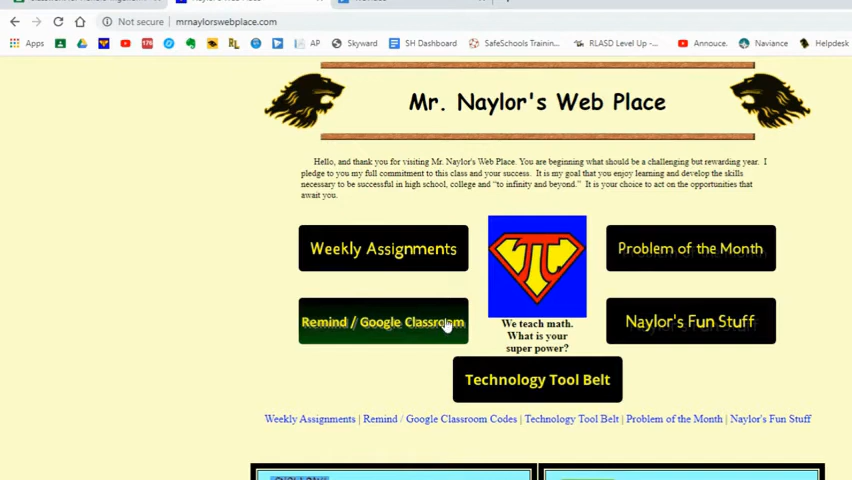 Not secure | mrnaylorswebplace.com
Apps 176 RL AP Skyward SH Dashboard SafeSchools Trainin... RLASD Level Up -... Annouce. Naviance Helpdesk
Mr. Naylor's Web Place
Hello, and thank you for visiting Mr. Naylor's Web Place. You are beginning what should be a challenging but rewarding year. I
pledge to you my full commitment to this class and your success. It is my goal that you enjoy learning and develop the skills
necessary to be successful in high school, college and "to infinity and beyond." It is your choice to act on the opportunities that
await you.
Weekly Assignments
Problem of the Month
Remind / Google Classroom
We teach math.
What is your
super power?
Naylor's Fun Stuff
Technology Tool Belt
Weekly Assignments | Remind / Google Classroom Codes | Technology Tool Belt | Problem of the Month | Naylor's Fun Stuff